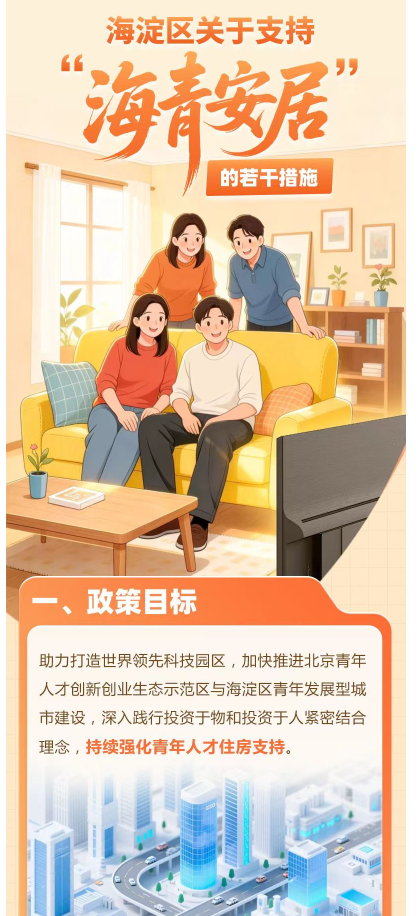 海淀区关于支持
“海青安居”
的若干措施
一、政策目标
助力打造世界领先科技园区，加快推进北京青年
人才创新创业生态示范区与海淀区青年发展型城
市建设，深入践行投资于物和投资于人紧密结合
理念，持续强化青年人才住房支持。